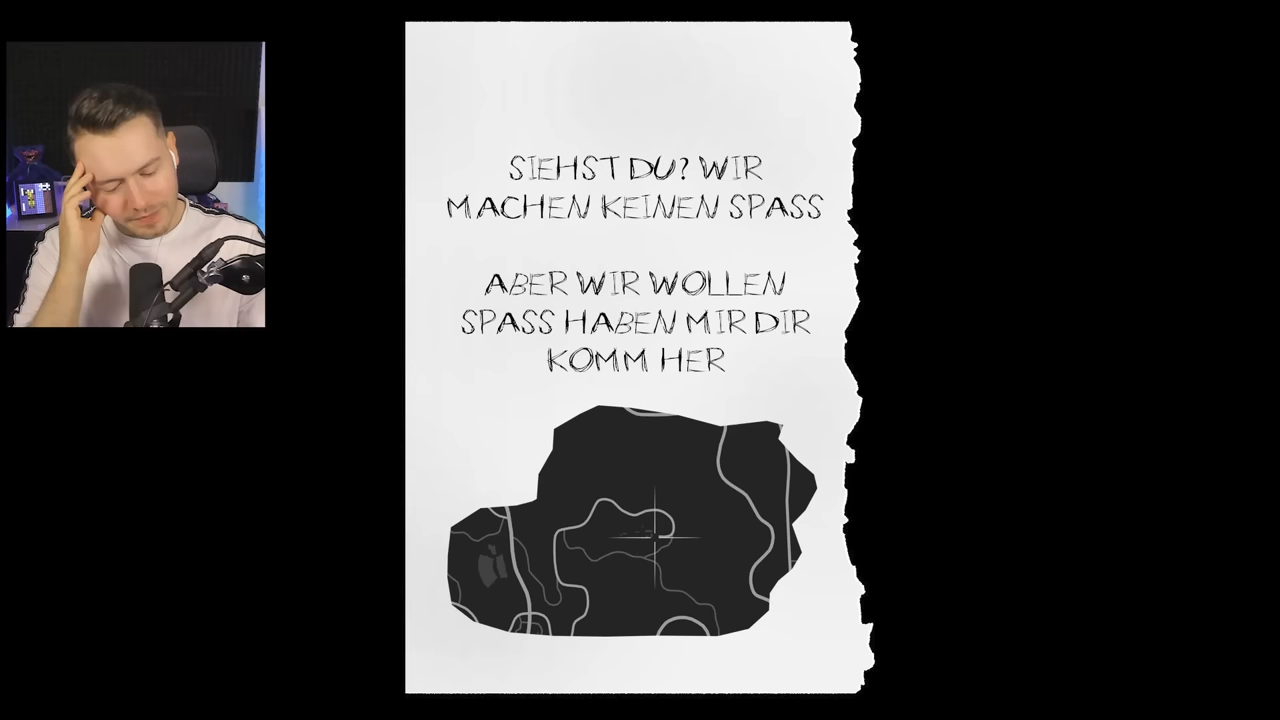 SIEHST DU? WIR
MACHEN KEINEN SPASS
ABER WIR WOLLEN
SPASS HABEN MIR DIR
KOMM HER